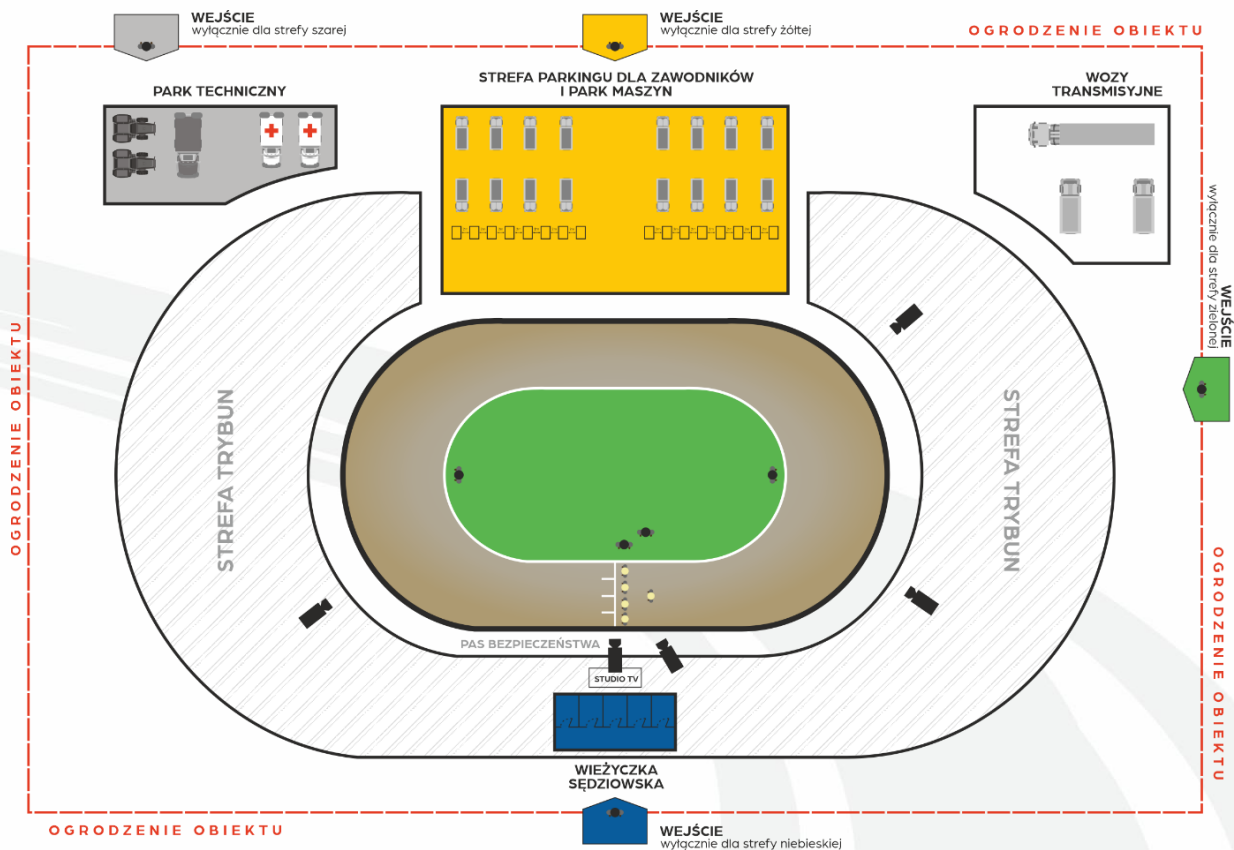 WEJŚCIE
wyłącznie dla strefy szarej
WEJŚCIE
wyłącznie dla strefy żółtej
OGRODZENIE OBIEKTU
PARK TECHNICZNY
STREFA PARKINGU DLA ZAWODNIKÓW
I PARK MASZYN
WOZY
TRANSMISYJNE
WEJŚCIE
wyłącznie dla strefy zielonej
OGRODZENIE OBIEKTU
STREFA TRYBUN
STREFA TRYBUN
OGRODZENIE OBIEKTU
PAS BEZPIECZEŃSTWA
STUDIO TV
WIEŻYCZKA
SĘDZIOWSKA
OGRODZENIE OBIEKTU
WEJŚCIE
wyłącznie dla strefy niebieskiej